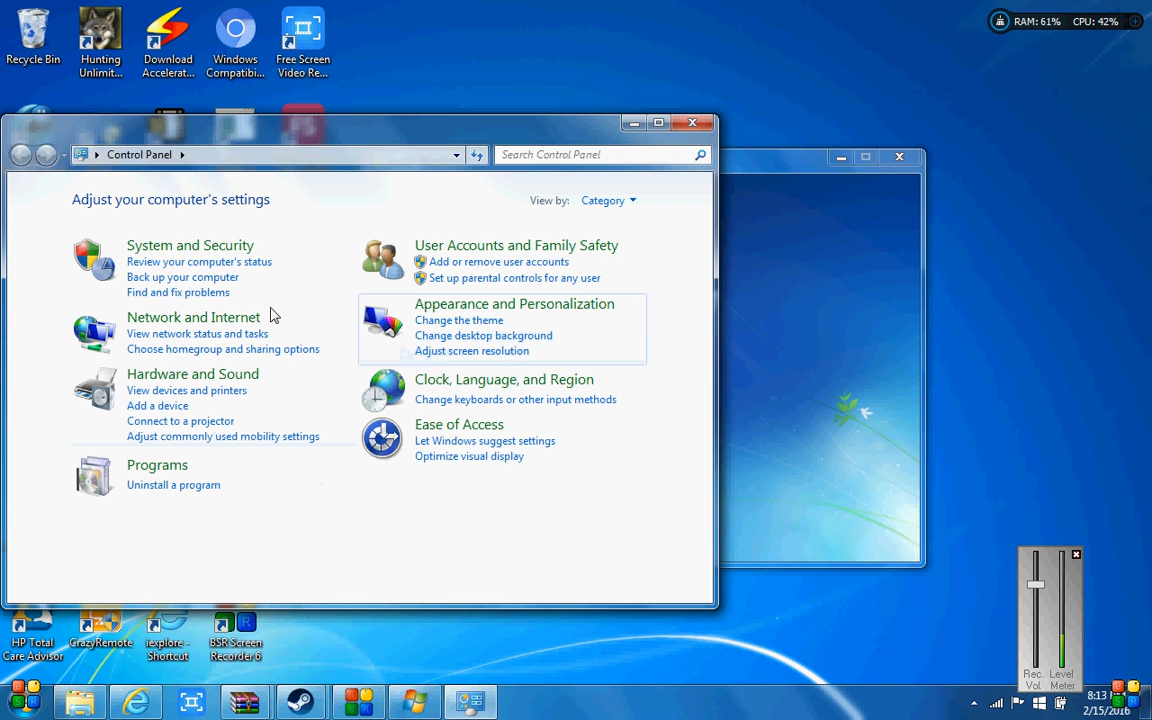 RAM: 61% CPU: 42%
Recycle Bin
Hunting
Unlimit...
Download
Accelerat...
Windows
Compatibi...
Free Screen
Video Re...
Control Panel
Search Control Panel
Adjust your computer's settings
View by: Category
System and Security
Review your computer's status
Back up your computer
Find and fix problems
Network and Internet
View network status and tasks
Choose homegroup and sharing options
Hardware and Sound
View devices and printers
Add a device
Connect to a projector
Adjust commonly used mobility settings
Programs
Uninstall a program
User Accounts and Family Safety
Add or remove user accounts
Set up parental controls for any user
Appearance and Personalization
Change the theme
Change desktop background
Adjust screen resolution
Clock, Language, and Region
Change keyboards or other input methods
Ease of Access
Let Windows suggest settings
Optimize visual display
HP Total
Care Advisor
CrazyRemote
iexplore -
Shortcut
BSR Screen
Recorder 6
Rec. Vol
Level Meter
8:13
2/15/2016